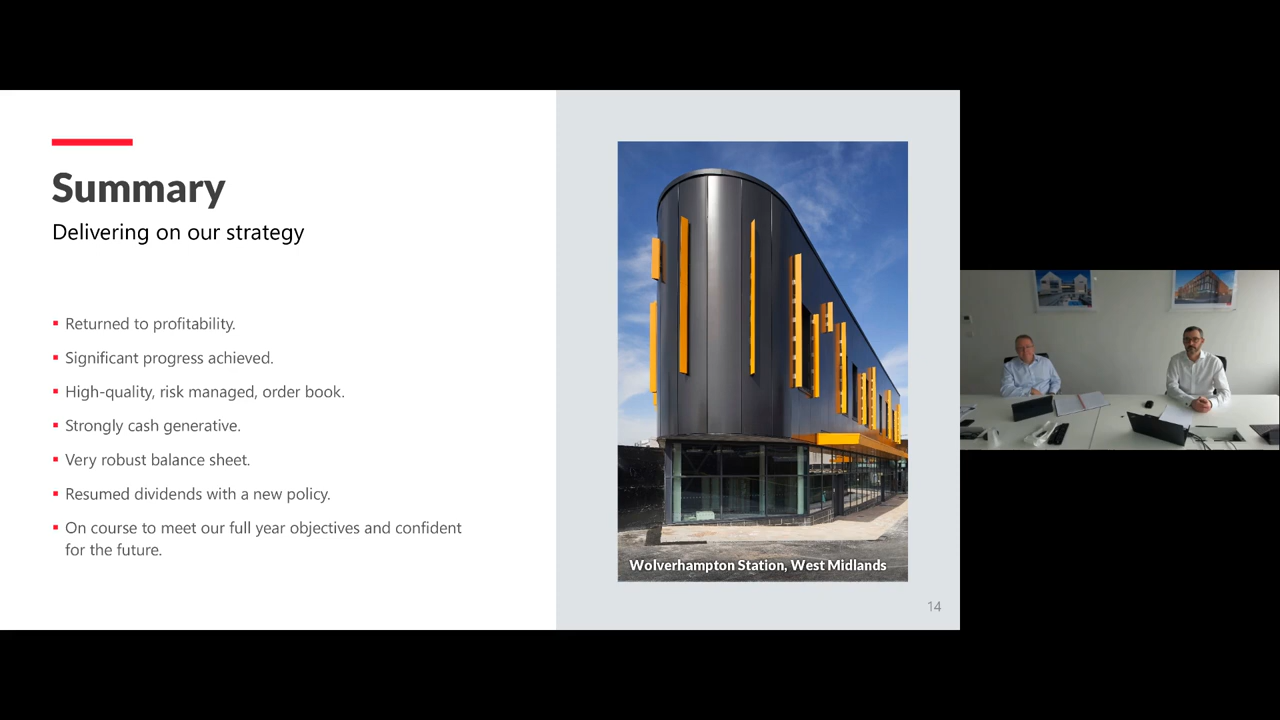 Summary
Delivering on our strategy
Returned to profitability.
Significant progress achieved.
High-quality, risk managed, order book.
Strongly cash generative.
Very robust balance sheet.
Resumed dividends with a new policy.
On course to meet our full year objectives and confident
for the future.
Wolverhampton Station, West Midlands
14